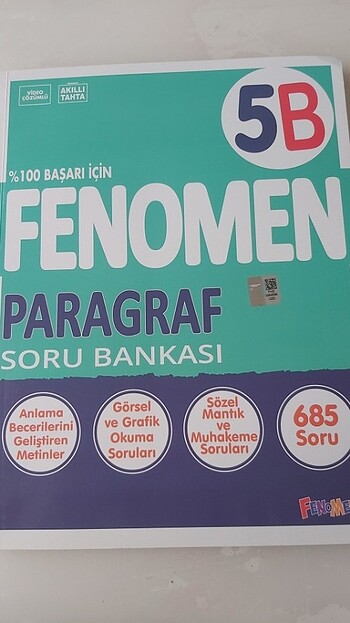 VİDEO
ÇÖZÜMLÜ
AKILLI
TAHTA
5B
%100 BAŞARI İÇİN
FENOMEN
PARAGRAF
SORU BANKASI
Anlama
Becerilerini
Geliştiren
Metinler
Görsel
ve Grafik
Okuma
Soruları
Sözel
Mantık
ve
Muhakeme
Soruları
685
Soru
FENOME